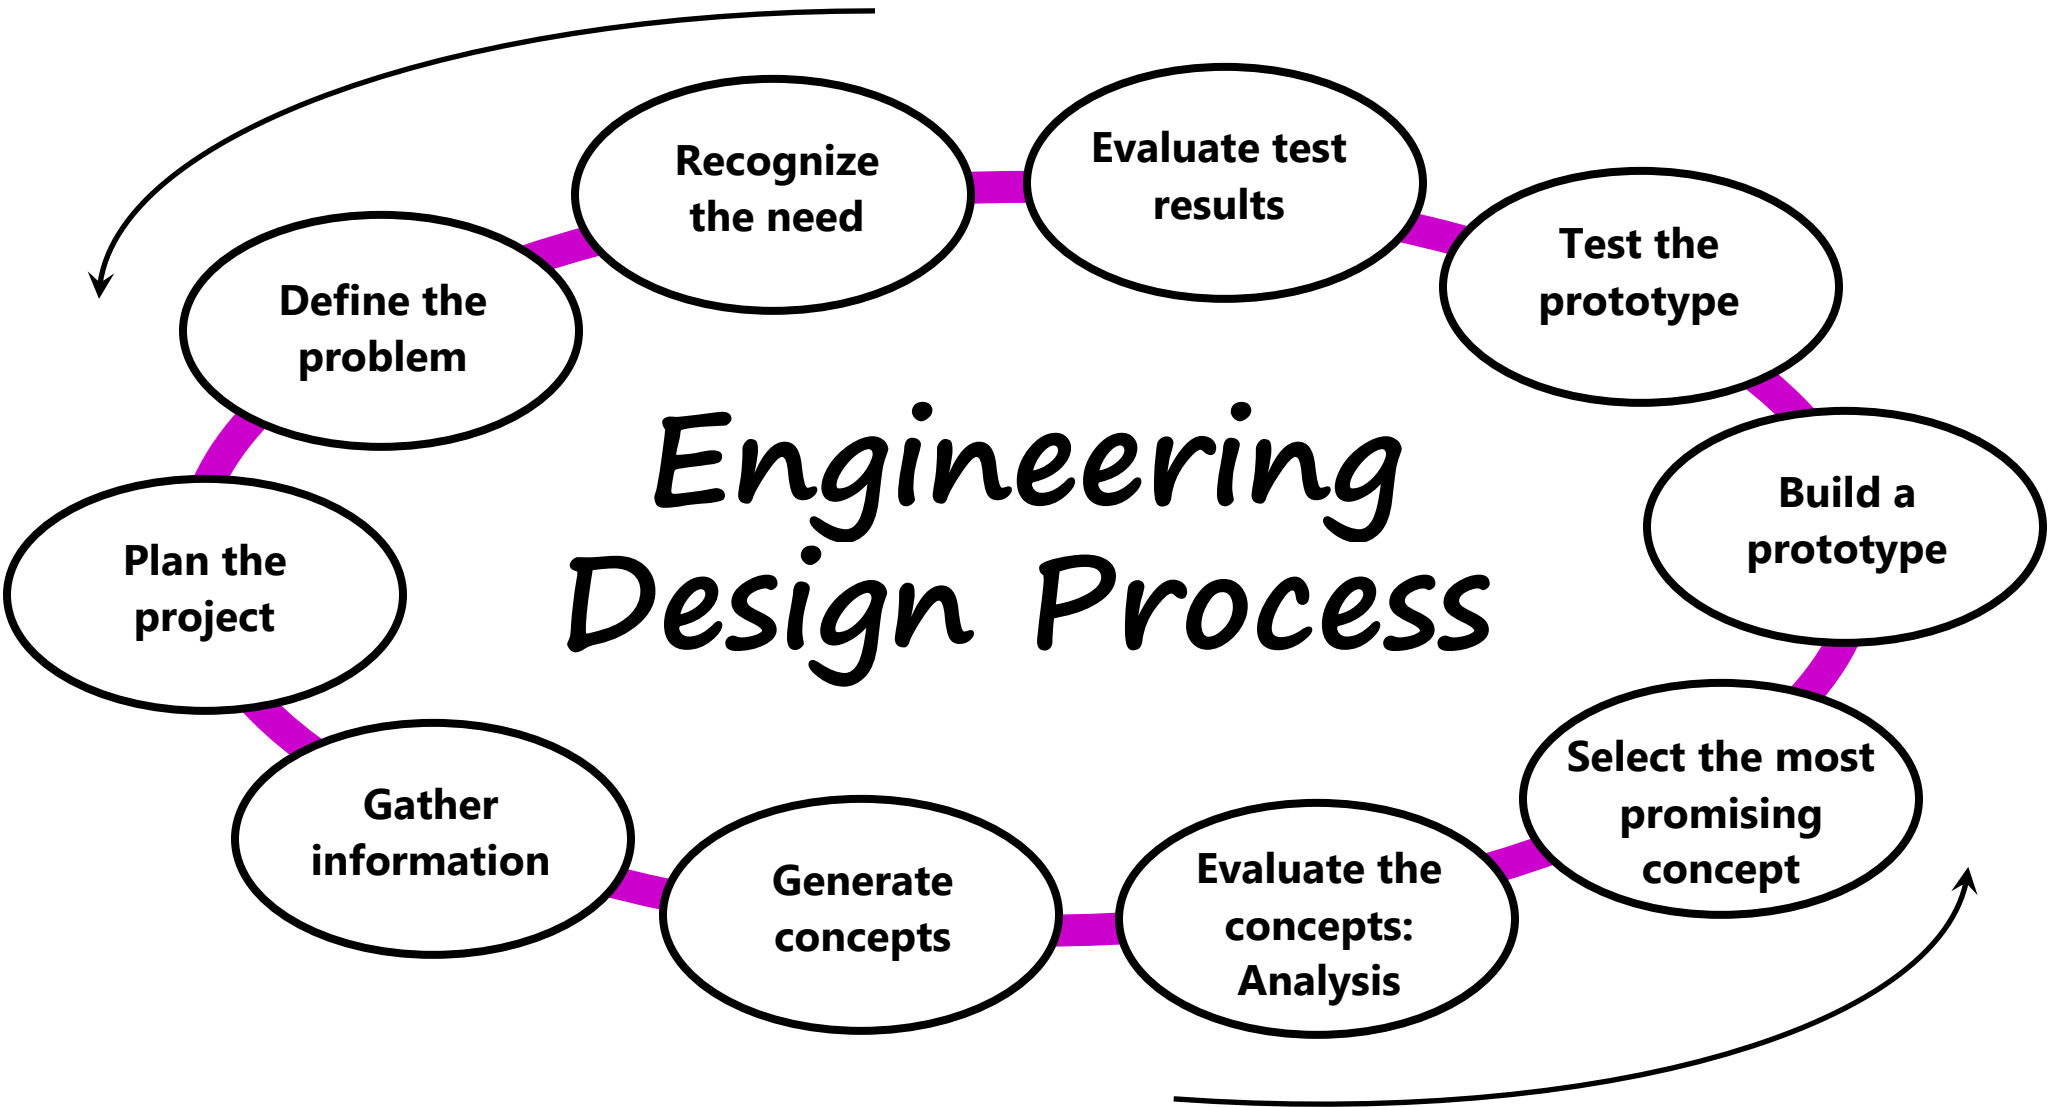 Recognize
the need
Evaluate test
results
Test the
prototype
Define the
problem
Engineering
Design Process
Build a
prototype
Plan the
project
Select the most
promising
concept
Gather
information
Generate
concepts
Evaluate the
concepts:
Analysis